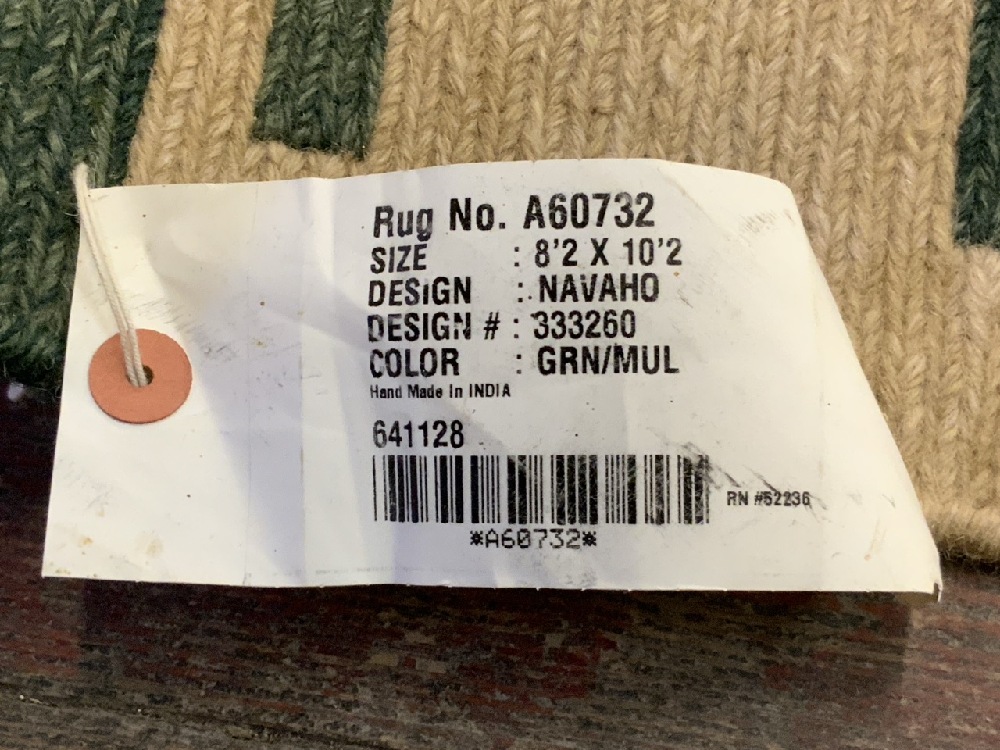 Rug No. A60732
SIZE : 8'2 X 10'2
DESIGN : NAVAHO
DESIGN # : 333260
COLOR : GRN/MUL
Hand Made In INDIA
641128
RN #52236
*A60732*